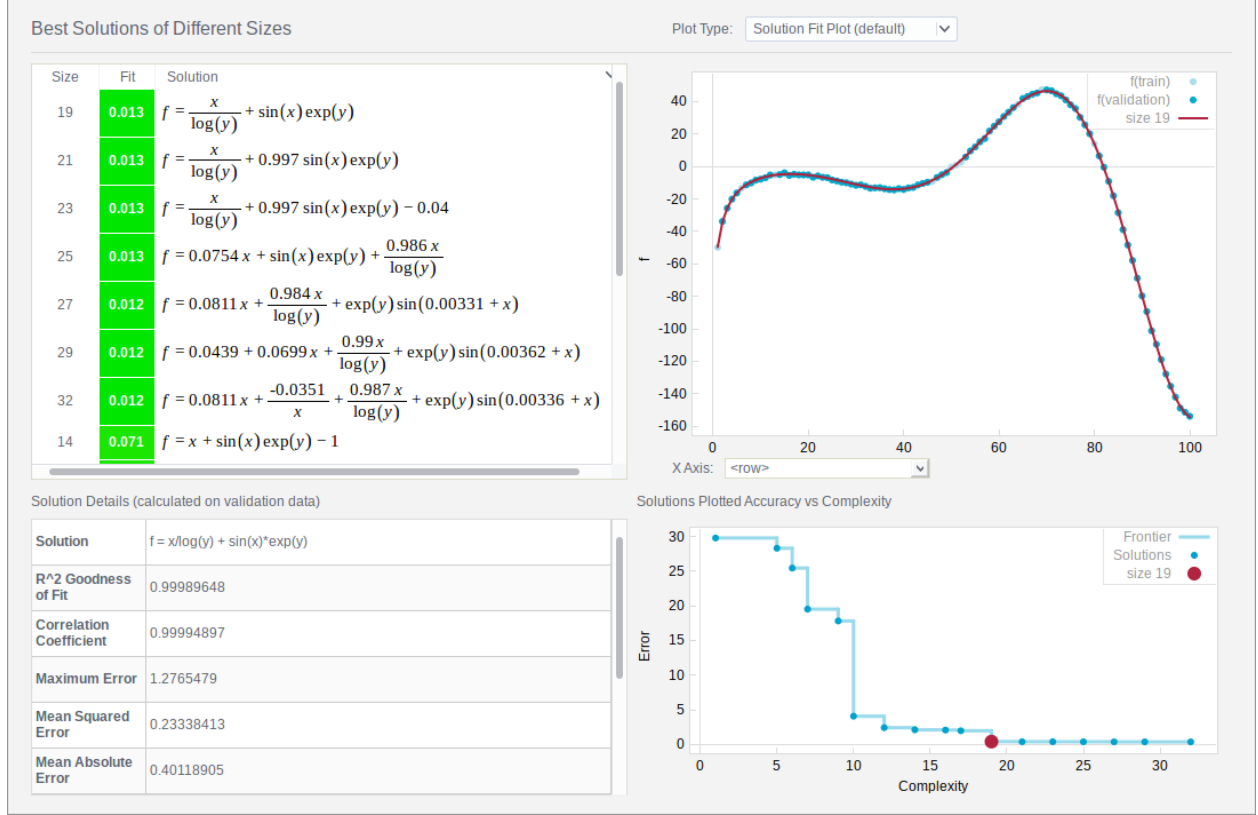 Best Solutions of Different Sizes
Plot Type: Solution Fit Plot (default)
Size Fit Solution
19 0.013 f = x/log(y) + sin(x) exp(y)
21 0.013 f = x/log(y) + 0.997 sin(x) exp(y)
23 0.013 f = x/log(y) + 0.997 sin(x) exp(y) − 0.04
25 0.013 f = 0.0754 x + sin(x) exp(y) + 0.986 x/log(y)
27 0.012 f = 0.0811 x + 0.984 x/log(y) + exp(y) sin(0.00331 + x)
29 0.012 f = 0.0439 + 0.0699 x + 0.99 x/log(y) + exp(y) sin(0.00362 + x)
32 0.012 f = 0.0811 x + -0.0351/x + 0.987 x/log(y) + exp(y) sin(0.00336 + x)
14 0.071 f = x + sin(x) exp(y) − 1
f(train)
f(validation)
size 19
f
40
20
0
-20
-40
-60
-80
-100
-120
-140
-160
0 20 40 60 80 100
X Axis: <row>
Solution Details (calculated on validation data)
Solution f = x/log(y) + sin(x)*exp(y)
R^2 Goodness
of Fit 0.99989648
Correlation
Coefficient 0.99994897
Maximum Error 1.2765479
Mean Squared
Error 0.23338413
Mean Absolute
Error 0.40118905
Solutions Plotted Accuracy vs Complexity
Frontier
Solutions
size 19
Error
30
25
20
15
10
5
0
0 5 10 15 20 25 30
Complexity